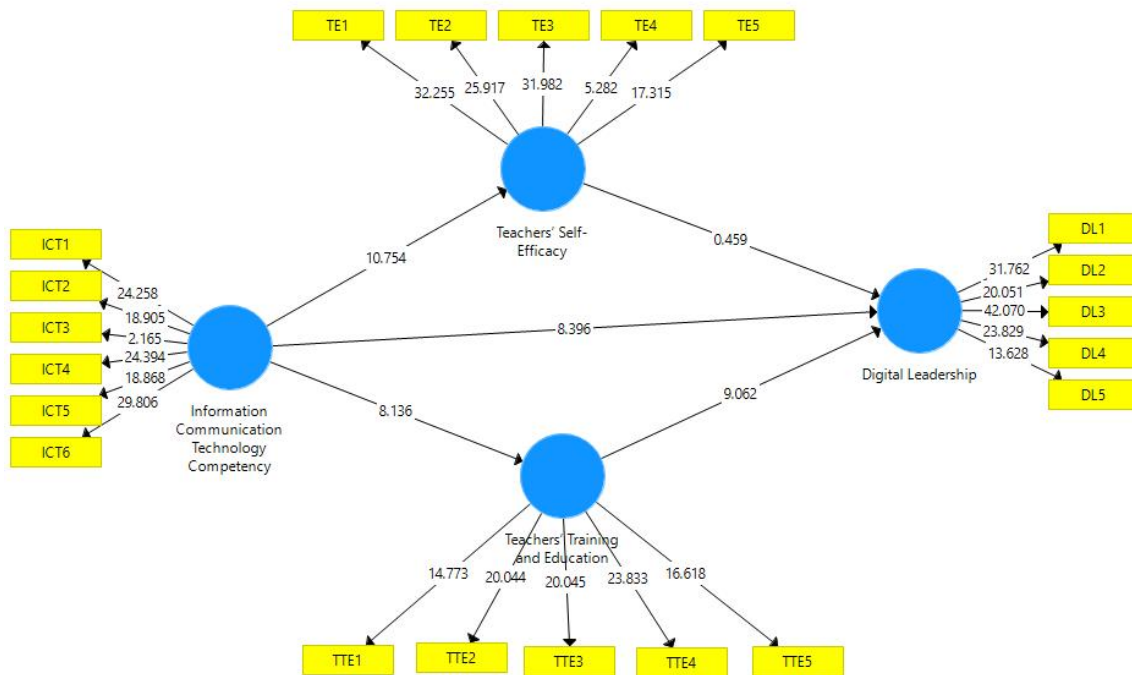 TE1 TE2 TE3 TE4 TE5
32.255 25.917 31.982 5.282 17.315
Teachers' Self-
Efficacy
10.754
0.459
ICT1
ICT2
ICT3
ICT4
ICT5
ICT6
24.258
18.905
2.165
24.394
18.868
29.806
Information
Communication
Technology
Competency
8.396
DL1
DL2
DL3
DL4
DL5
31.762
20.051
42.070
23.829
13.628
Digital Leadership
8.136
9.062
Teachers' Training
and Education
14.773 20.044 20.045 23.833 16.618
TTE1 TTE2 TTE3 TTE4 TTE5